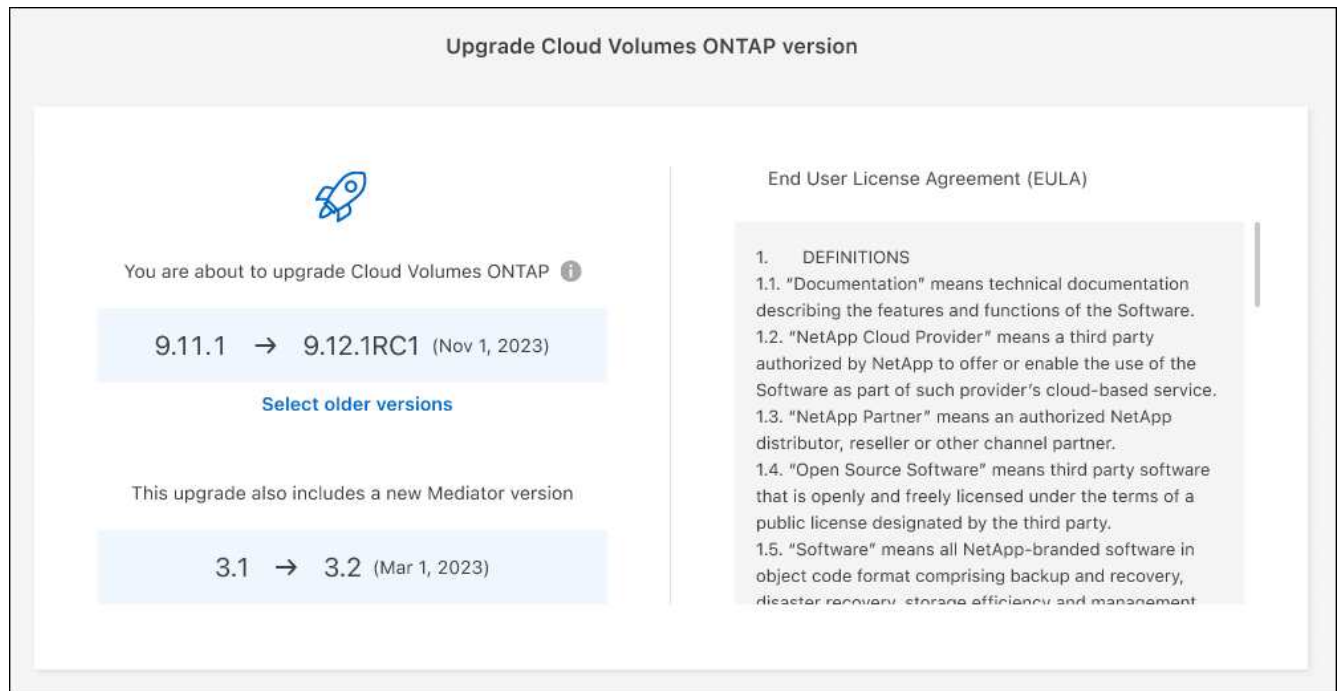 Upgrade Cloud Volumes ONTAP version
You are about to upgrade Cloud Volumes ONTAP
9.11.1 → 9.12.1RC1 (Nov 1, 2023)
Select older versions
This upgrade also includes a new Mediator version
3.1 → 3.2 (Mar 1, 2023)
End User License Agreement (EULA)
1. DEFINITIONS
1.1. “Documentation” means technical documentation
describing the features and functions of the Software.
1.2. “NetApp Cloud Provider” means a third party
authorized by NetApp to offer or enable the use of the
Software as part of such provider’s cloud-based service.
1.3. “NetApp Partner” means an authorized NetApp
distributor, reseller or other channel partner.
1.4. “Open Source Software” means third party software
that is openly and freely licensed under the terms of a
public license designated by the third party.
1.5. “Software” means all NetApp-branded software in
object code format comprising backup and recovery,
disaster recovery, storage efficiency and management